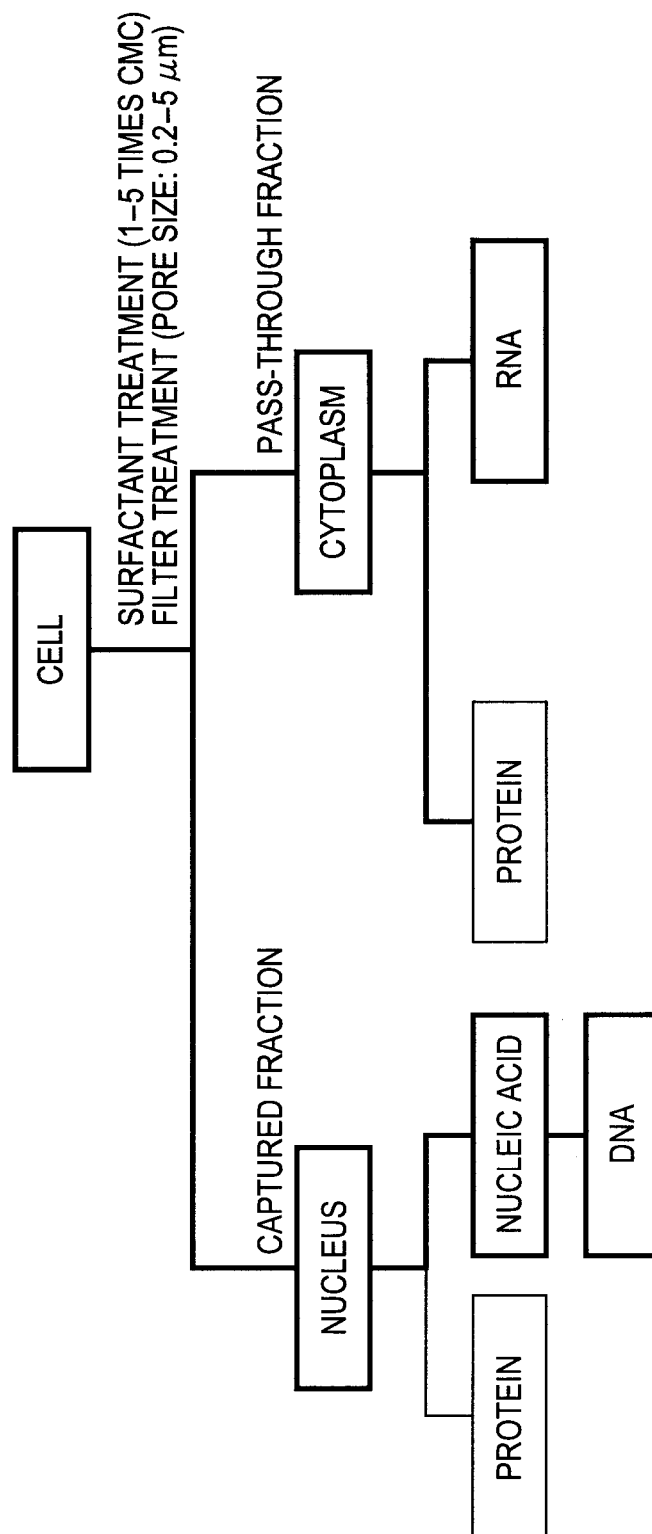 CELL
SURFACTANT TREATMENT (1–5 TIMES CMC)
FILTER TREATMENT (PORE SIZE: 0.2–5 μm)
CAPTURED FRACTION
PASS-THROUGH FRACTION
NUCLEUS
CYTOPLASM
PROTEIN
NUCLEIC ACID
PROTEIN
RNA
DNA